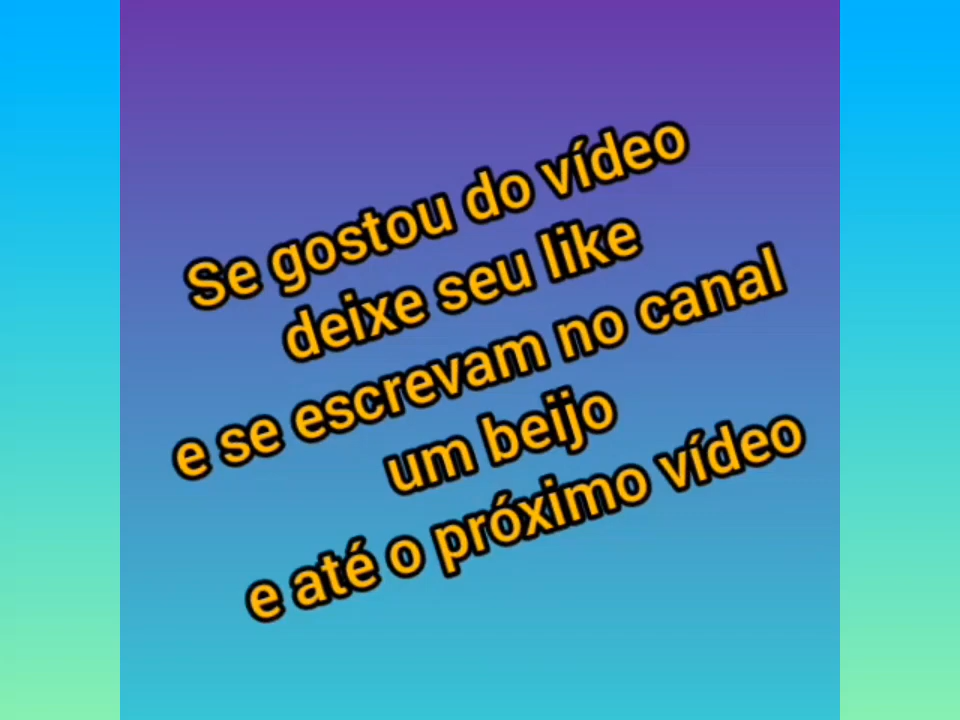 Se gostou do vídeo
deixe seu like
e se escrevam no canal
um beijo
e até o próximo vídeo